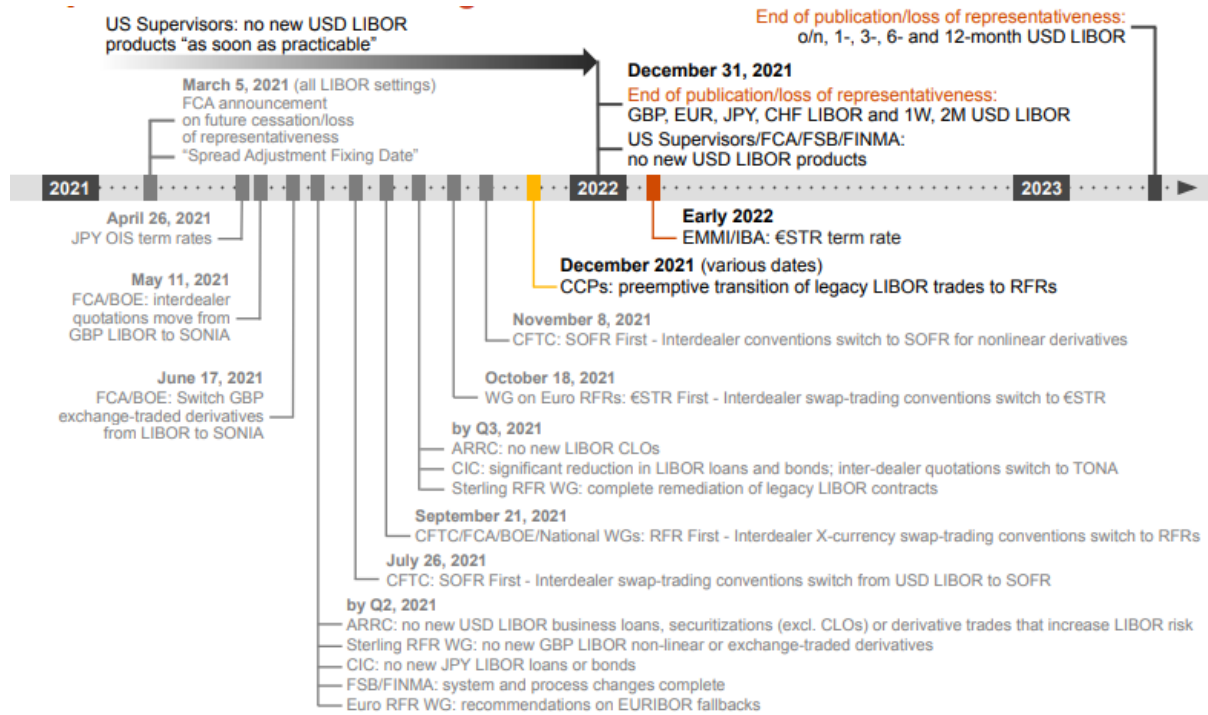 US Supervisors: no new USD LIBOR
products “as soon as practicable”
End of publication/loss of representativeness:
o/n, 1-, 3-, 6- and 12-month USD LIBOR
March 5, 2021 (all LIBOR settings)
FCA announcement
on future cessation/loss
of representativeness
“Spread Adjustment Fixing Date”
December 31, 2021
End of publication/loss of representativeness:
GBP, EUR, JPY, CHF LIBOR and 1W, 2M USD LIBOR
US Supervisors/FCA/FSB/FINMA:
no new USD LIBOR products
2021
2022
2023
April 26, 2021
JPY OIS term rates
Early 2022
EMMI/IBA: €STR term rate
May 11, 2021
FCA/BOE: interdealer
quotations move from
GBP LIBOR to SONIA
December 2021 (various dates)
CCPs: preemptive transition of legacy LIBOR trades to RFRs
November 8, 2021
CFTC: SOFR First - Interdealer conventions switch to SOFR for nonlinear derivatives
June 17, 2021
FCA/BOE: Switch GBP
exchange-traded derivatives
from LIBOR to SONIA
October 18, 2021
WG on Euro RFRs: €STR First - Interdealer swap-trading conventions switch to €STR
by Q3, 2021
ARRC: no new LIBOR CLOs
CIC: significant reduction in LIBOR loans and bonds; inter-dealer quotations switch to TONA
Sterling RFR WG: complete remediation of legacy LIBOR contracts
September 21, 2021
CFTC/FCA/BOE/National WGs: RFR First - Interdealer X-currency swap-trading conventions switch to RFRs
July 26, 2021
CFTC: SOFR First - Interdealer swap-trading conventions switch from USD LIBOR to SOFR
by Q2, 2021
ARRC: no new USD LIBOR business loans, securitizations (excl. CLOs) or derivative trades that increase LIBOR risk
Sterling RFR WG: no new GBP LIBOR non-linear or exchange-traded derivatives
CIC: no new JPY LIBOR loans or bonds
FSB/FINMA: system and process changes complete
Euro RFR WG: recommendations on EURIBOR fallbacks